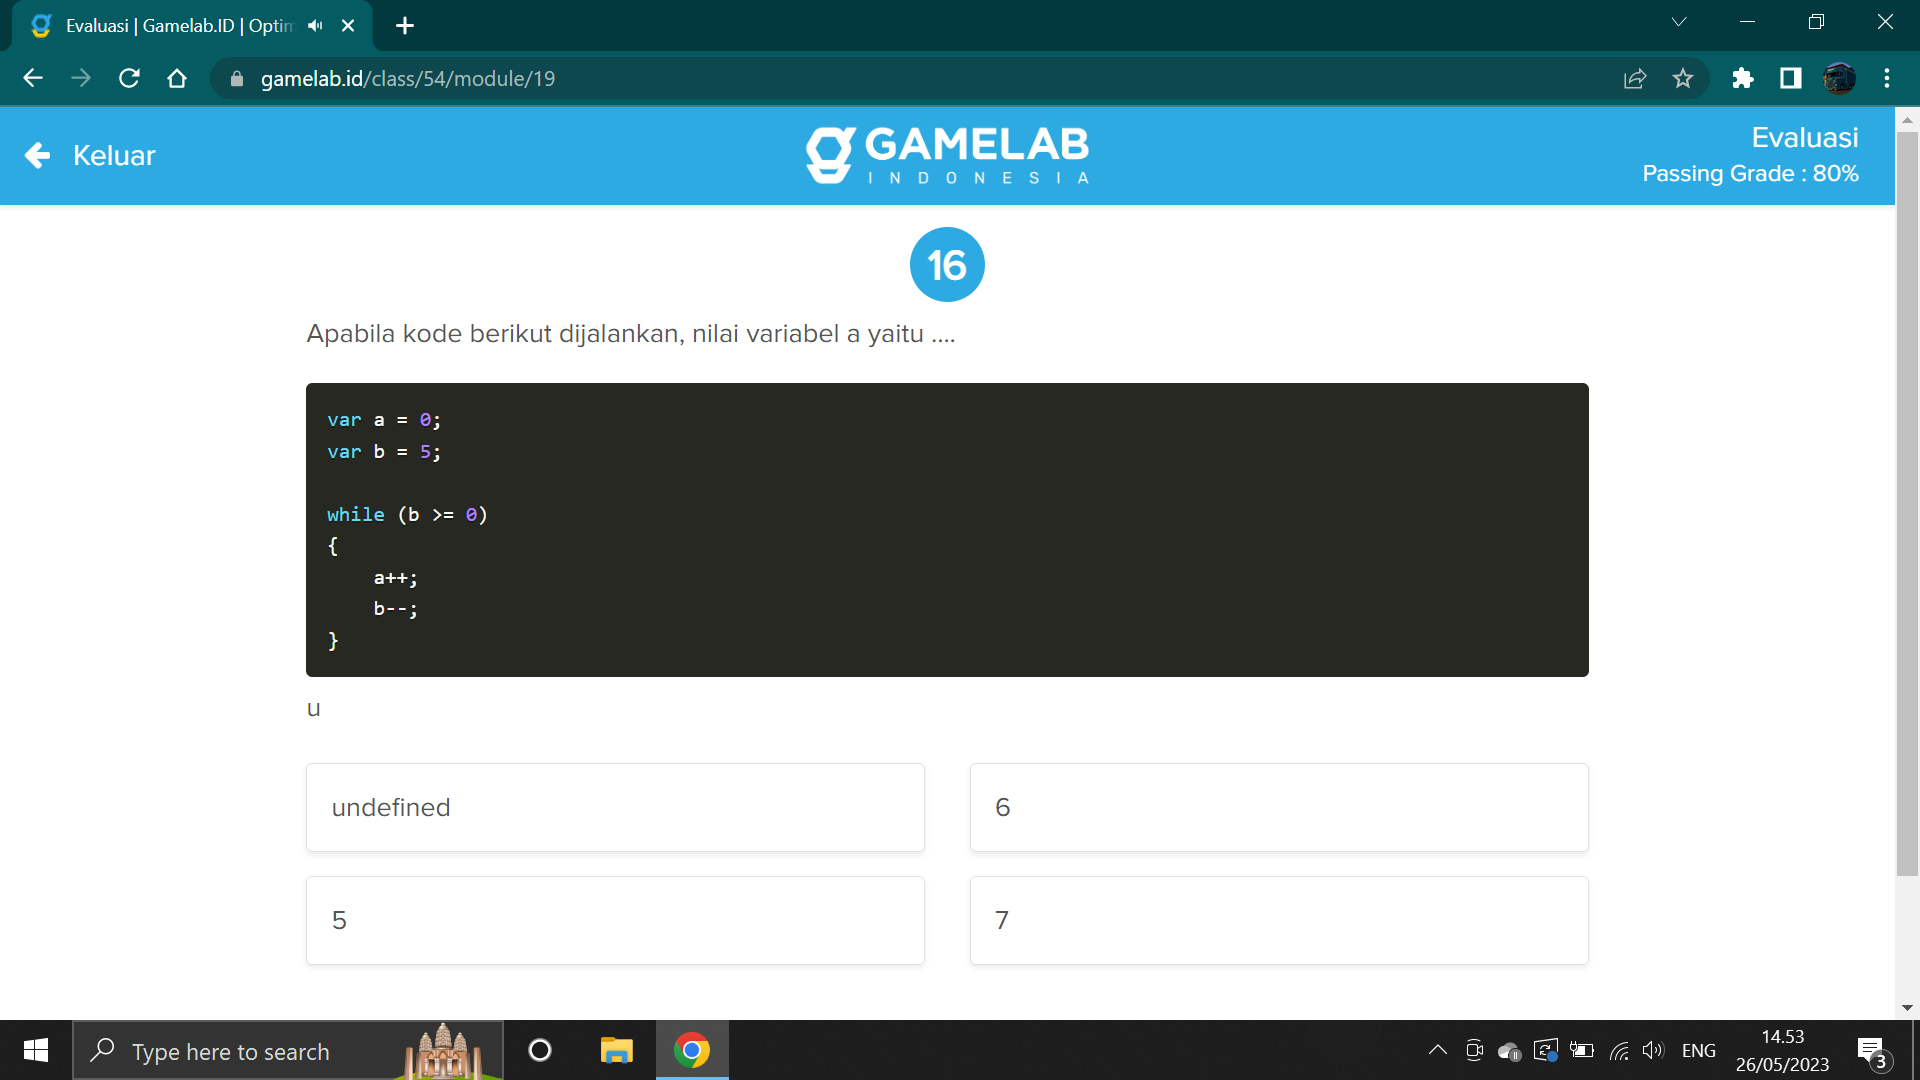 Evaluasi | Gamelab.ID | Optim
gamelab.id/class/54/module/19
Keluar
GAMELAB
INDONESIA
Evaluasi
Passing Grade : 80%
16
Apabila kode berikut dijalankan, nilai variabel a yaitu ....
var a = 0;
var b = 5;
while (b >= 0)
{
    a++;
    b--;
}
u
undefined
6
5
7
Type here to search
ENG
14.53
26/05/2023
3